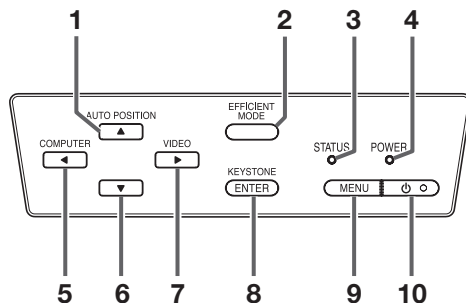 1 2 3 4
AUTO POSITION
EFFICIENT
MODE
COMPUTER VIDEO STATUS POWER
KEYSTONE
ENTER MENU
5 6 7 8 9 10